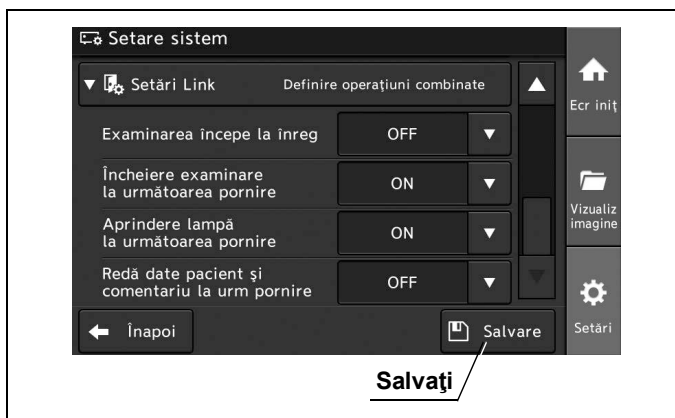 Setare sistem
Setări Link Definire operaţiuni combinate
Ecr iniţ
Examinarea începe la înreg OFF
Încheiere examinare
la următoarea pornire ON
Vizualiz
imagine
Aprindere lampă
la următoarea pornire ON
Redă date pacient şi
comentariu la urm pornire OFF
Înapoi Salvare Setări
Salvaţi